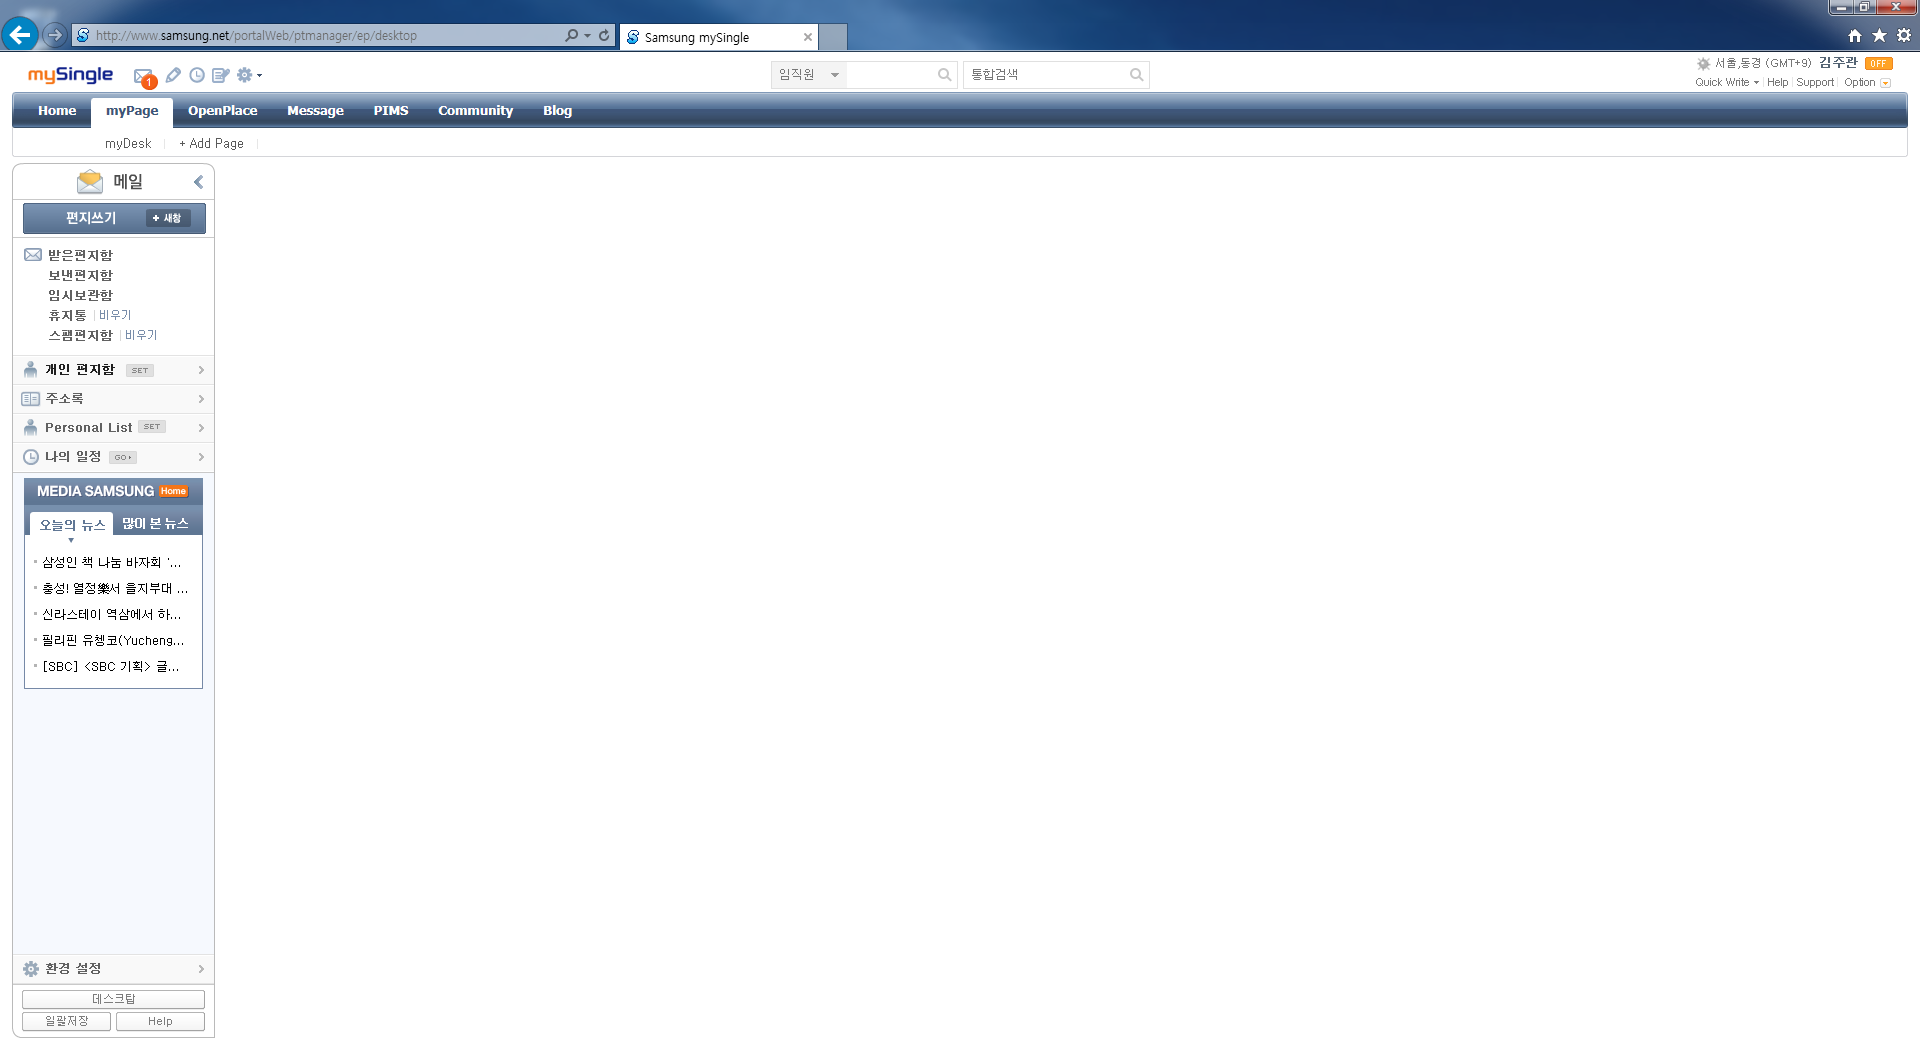 http://www.samsung.net/portalWeb/ptmanager/ep/desktop
Samsung mySingle
mySingle
1
임직원
통합검색
서울,동경 (GMT+9) 김주관 OFF
Quick Write Help Support Option
Home myPage OpenPlace Message PIMS Community Blog
myDesk + Add Page
메일
편지쓰기 + 새창
받은편지함
보낸편지함
임시보관함
휴지통 비우기
스팸편지함 비우기
개인 편지함 SET
주소록
Personal List SET
나의 일정 GO
MEDIA SAMSUNG Home
오늘의 뉴스 많이 본 뉴스
삼성인 책 나눔 바자회 '...
충성! 열정樂서 을지부대 ...
신라스테이 역삼에서 하...
필리핀 유쳉코(Yucheng...
[SBC] <SBC 기획> 글...
환경 설정
데스크탑
일괄저장 Help